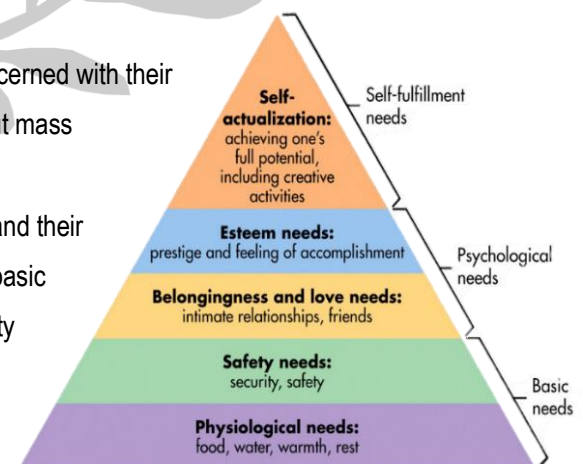 cerned with their
t mass
and their
basic
ty
Self-
actualization:
achieving one's
full potential,
including creative
activities
Esteem needs:
prestige and feeling of accomplishment
Belongingness and love needs:
intimate relationships, friends
Safety needs:
security, safety
Physiological needs:
food, water, warmth, rest
Self-fulfillment
needs
Psychological
needs
Basic
needs